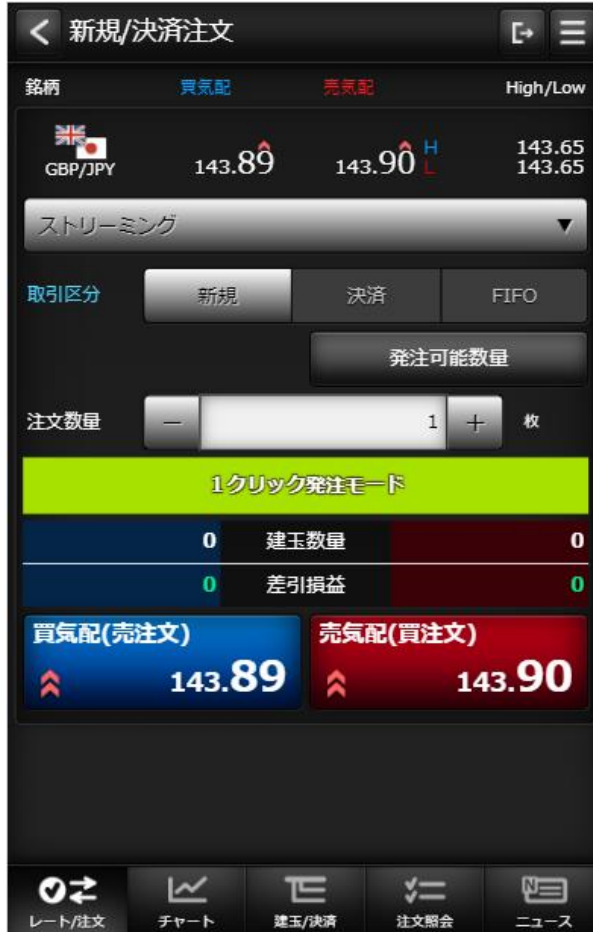 新規/決済注文
銘柄 買気配 売気配 High/Low
GBP/JPY 143.89 143.90 H 143.65
L 143.65
ストリーミング ▼
取引区分 新規 決済 FIFO
発注可能数量
注文数量 － 1 ＋ 枚
1クリック発注モード
0 建玉数量 0
0 差引損益 0
買気配(売注文) 売気配(買注文)
143.89 143.90
レート/注文 チャート 建玉/決済 注文照会 ニュース